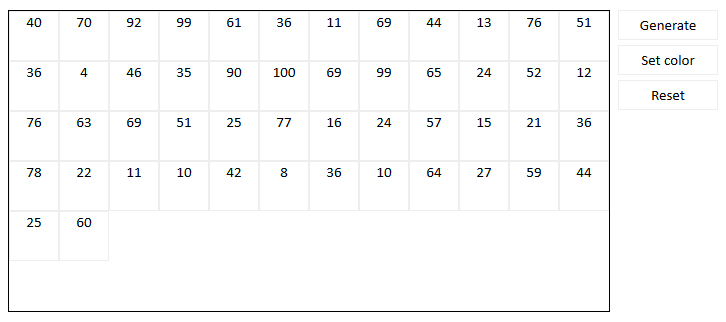 40 70 92 99 61 36 11 69 44 13 76 51
36 4 46 35 90 100 69 99 65 24 52 12
76 63 69 51 25 77 16 24 57 15 21 36
78 22 11 10 42 8 36 10 64 27 59 44
25 60
Generate
Set color
Reset